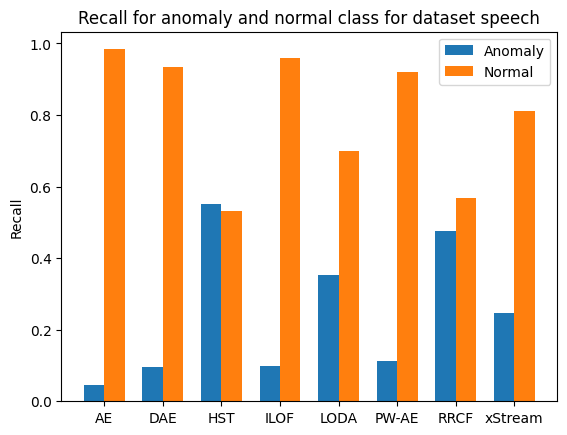 Recall for anomaly and normal class for dataset speech
Anomaly
Normal
Recall
1.0
0.8
0.6
0.4
0.2
0.0
AE DAE HST ILOF LODA PW-AE RRCF xStream